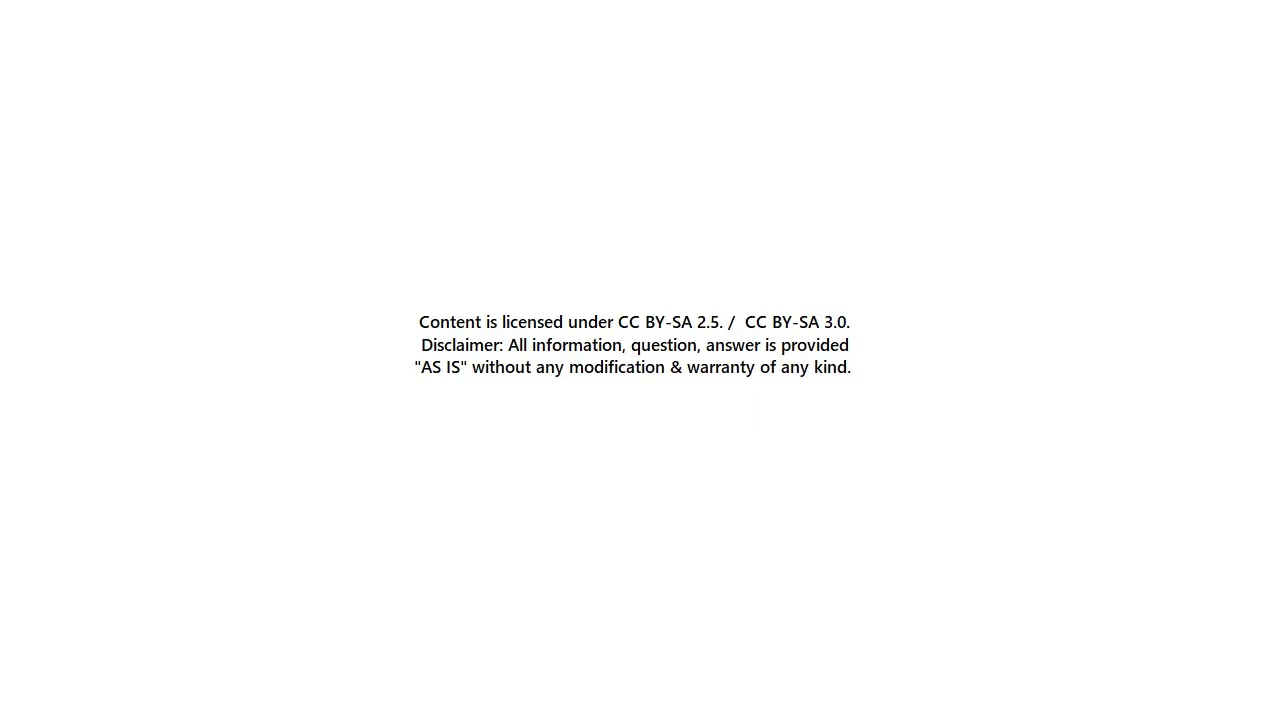 Content is licensed under CC BY-SA 2.5. /  CC BY-SA 3.0.
Disclaimer: All information, question, answer is provided
"AS IS" without any modification & warranty of any kind.